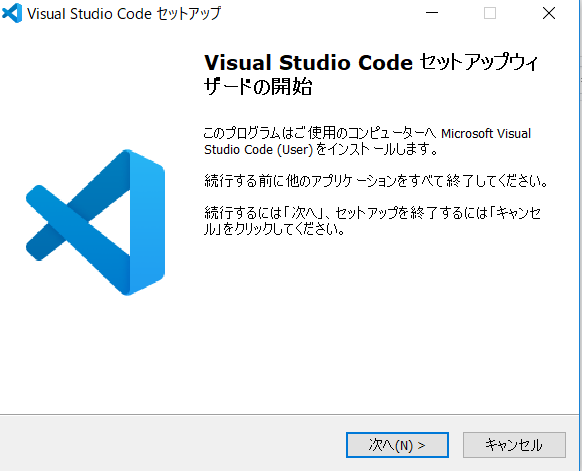 Visual Studio Code セットアップ
Visual Studio Code セットアップウィ
ザードの開始
このプログラムはご使用のコンピューターへ Microsoft Visual
Studio Code (User) をインストールします。
続行する前に他のアプリケーションをすべて終了してください。
続行するには「次へ」、セットアップを終了するには「キャンセ
ル」をクリックしてください。
次へ(N) >
キャンセル